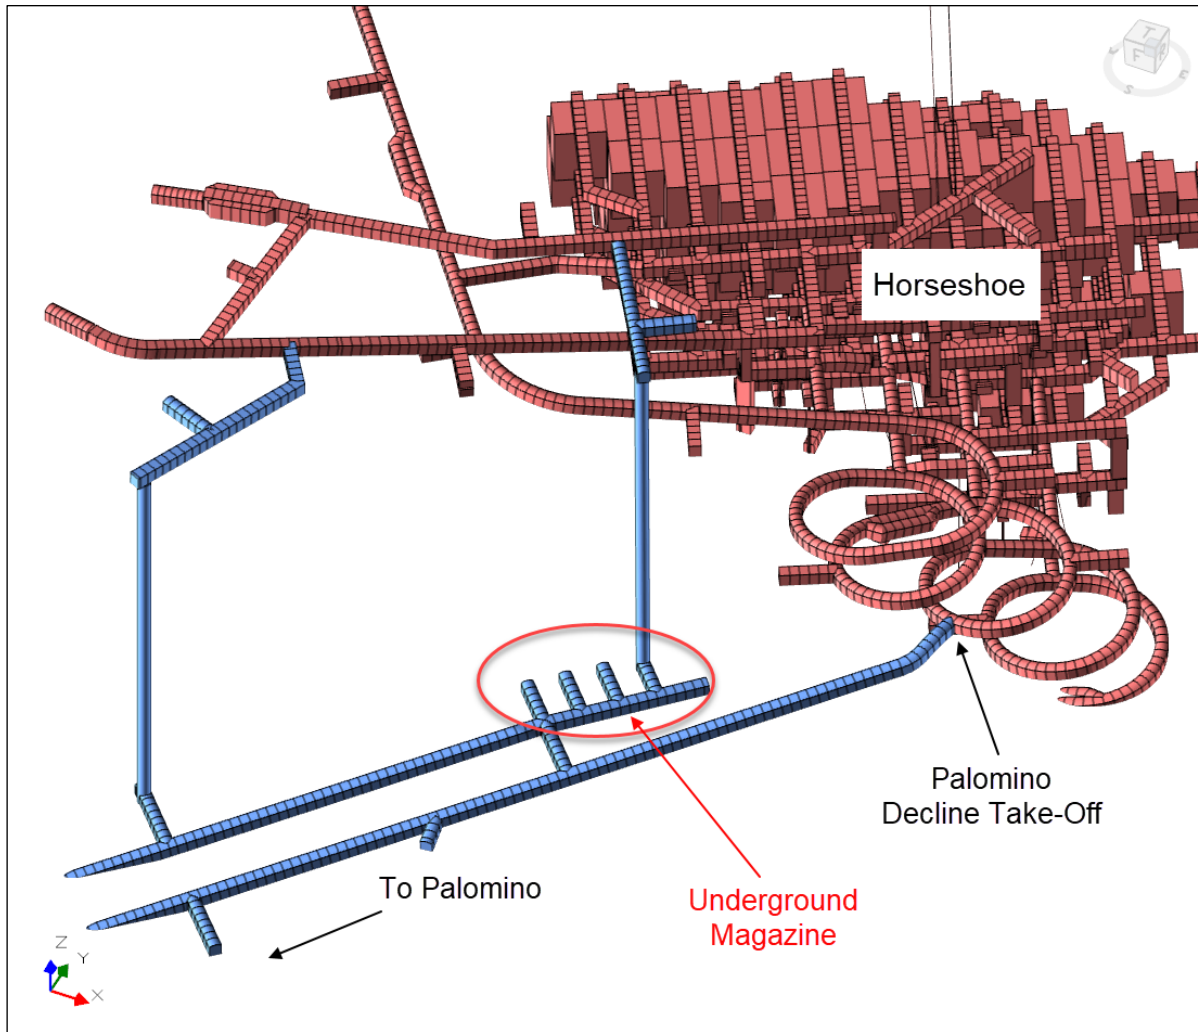 T
F
S
E
Horseshoe
Palomino
Decline Take-Off
To Palomino
Underground
Magazine
Z
Y
X